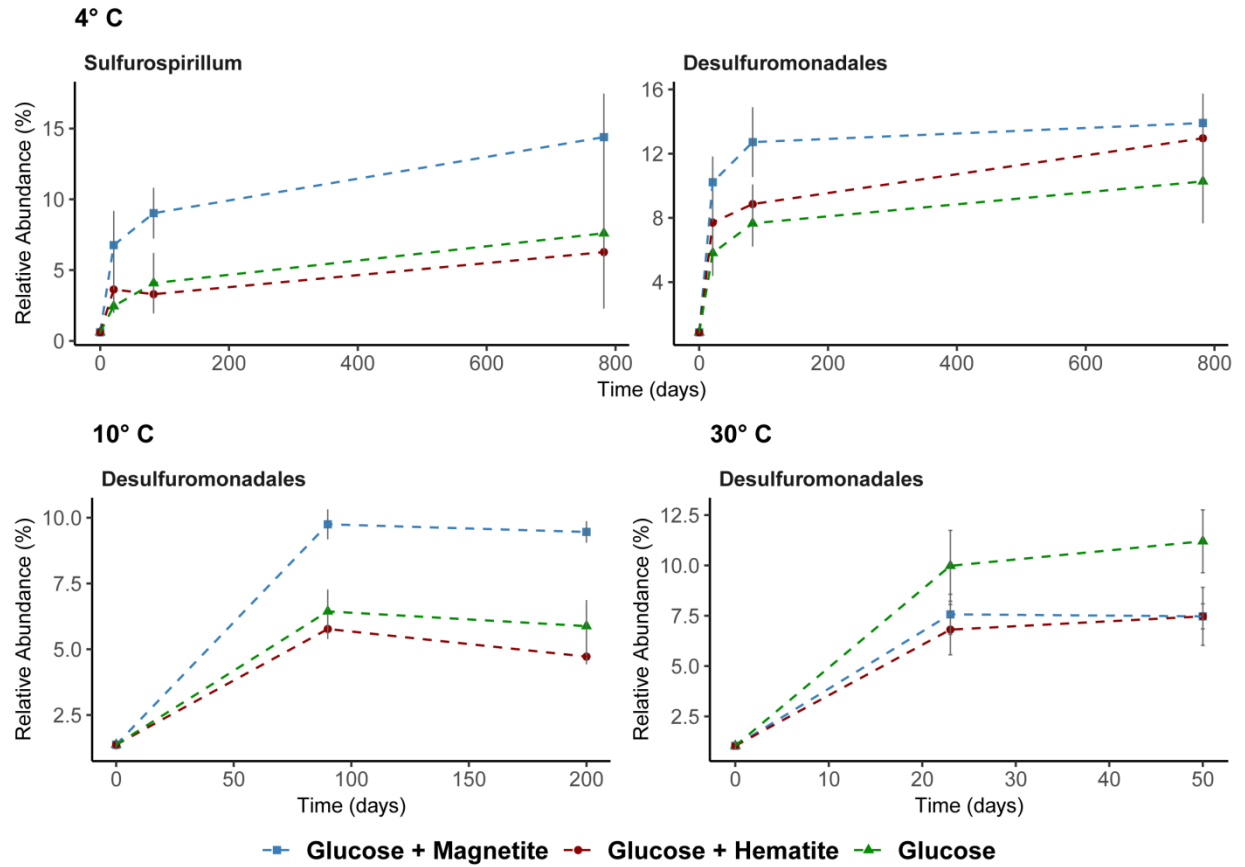 4° C
Sulfurospirillum
Desulfuromonadales
Relative Abundance (%)
15
10
5
0
16
12
8
4
0 200 400 600 800
0 200 400 600 800
Time (days)
10° C
30° C
Desulfuromonadales
Desulfuromonadales
Relative Abundance (%)
10.0
7.5
5.0
2.5
Relative Abundance (%)
12.5
10.0
7.5
5.0
2.5
0 50 100 150 200
0 10 20 30 40 50
Time (days)
Time (days)
Glucose + Magnetite Glucose + Hematite Glucose